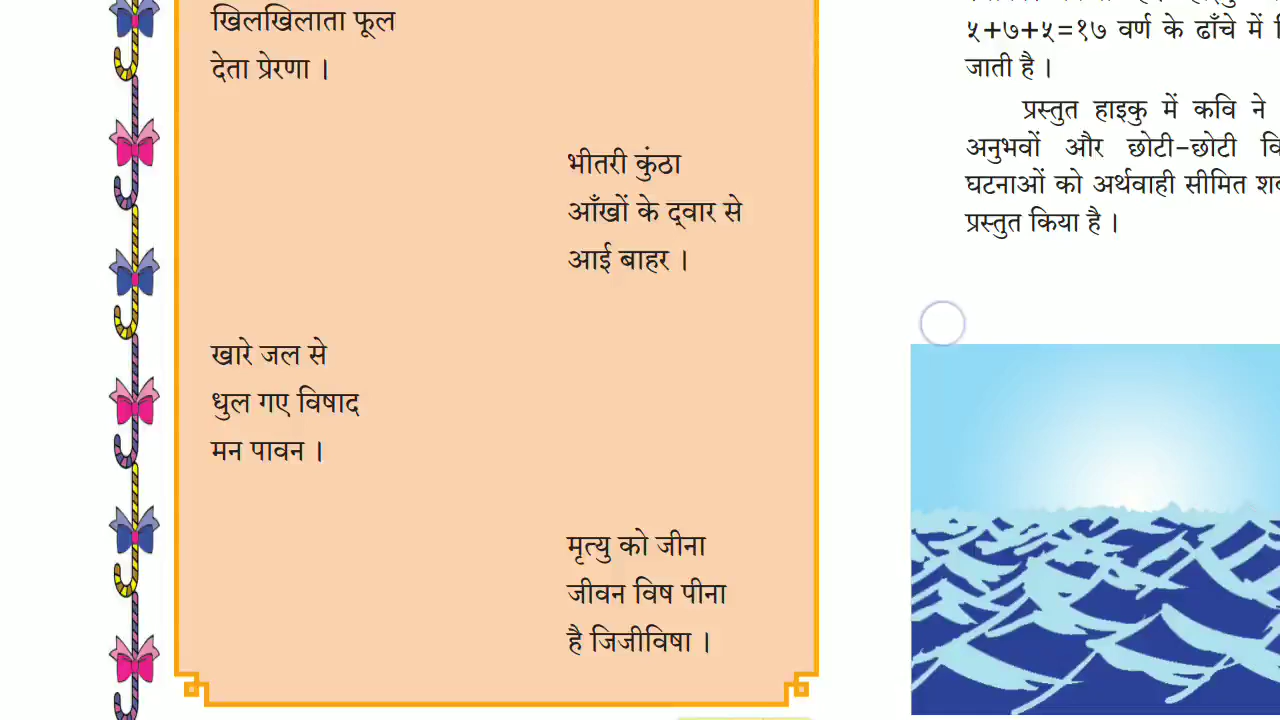 खिलखिलाता फूल
देता प्रेरणा ।
भीतरी कुंठा
आँखों के द्‌वार से
आई बाहर ।
खारे जल से
धुल गए विषाद
मन पावन ।
मृत्यु को जीना
जीवन विष पीना
है जिजीविषा ।
५+७+५=१७ वर्ण के ढाँचे में
जाती है ।
प्रस्तुत हाइकु में कवि ने
अनुभवों और छोटी-छोटी
घटनाओं को अर्थवाही सीमित
प्रस्तुत किया है ।